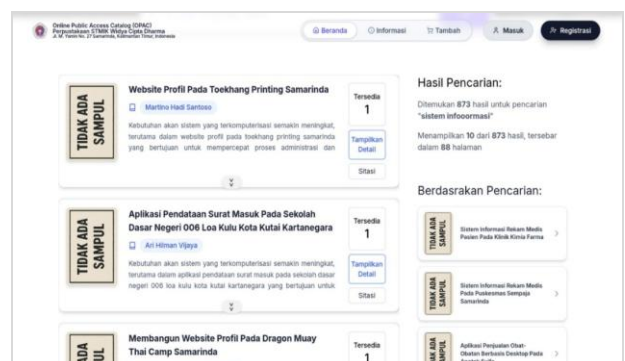 Online Public Access Catalog (OPAC)
Perpustakaan STMIK Widya Cipta Dharma
Jl. M. Yamin No. 27 Samarinda, Kalimantan Timur, Indonesia
Beranda
Informasi
Tambah
Masuk
Registrasi
TIDAK ADA SAMPUL
Website Profil Pada Toekhang Printing Samarinda
Martino Hadi Santoso
Kebutuhan akan sistem yang terkomputerisasi semakin meningkat,
terutama dalam website profil pada toekhang printing samarinda
yang bertujuan untuk mempercepat proses administrasi dan
Tersedia
1
Tampilkan
Detail
Sitasi
TIDAK ADA SAMPUL
Aplikasi Pendataan Surat Masuk Pada Sekolah
Dasar Negeri 006 Loa Kulu Kota Kutai Kartanegara
Ari Hilman Vijaya
Kebutuhan akan sistem yang terkomputerisasi semakin meningkat,
terutama dalam aplikasi pendataan surat masuk pada sekolah dasar
negeri 006 loa kulu kota kutai kartanegara yang bertujuan untuk
Tersedia
1
Tampilkan
Detail
Sitasi
Membangun Website Profil Pada Dragon Muay
Thai Camp Samarinda
Tersedia
1
Hasil Pencarian:
Ditemukan 873 hasil untuk pencarian
"sistem infooormasi"
Menampilkan 10 dari 873 hasil, tersebar
dalam 88 halaman
Berdasrakan Pencarian:
TIDAK ADA SAMPUL
Sistem Informasi Rekam Medis
Pasien Pada Klinik Kimia Farma
TIDAK ADA SAMPUL
Sistem Informasi Rekam Medis
Pada Puskesmas Sempaja
Samarinda
Aplikasi Penjualan Obat-
Obatan Berbasis Desktop Pada